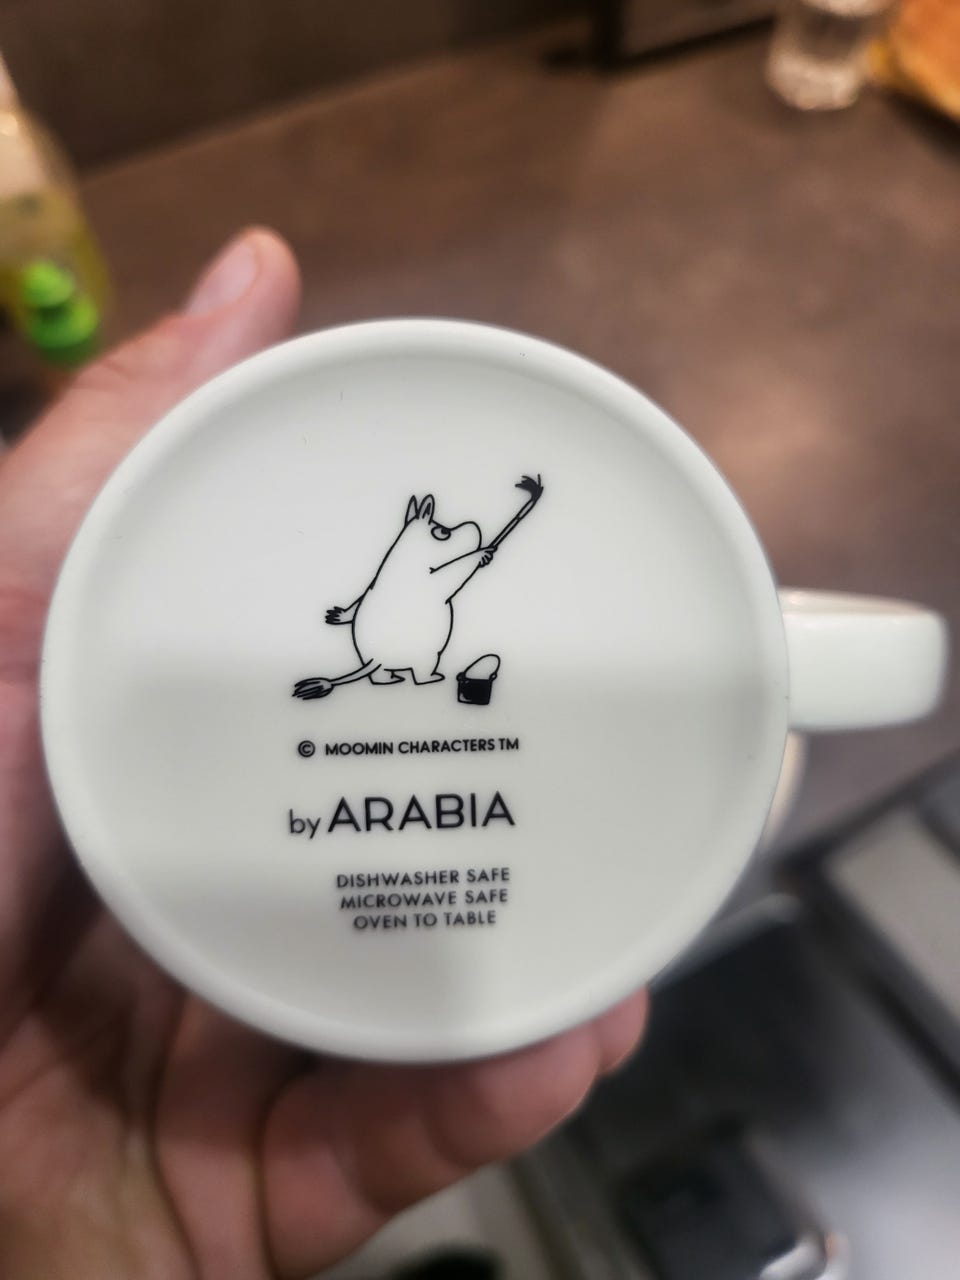 © MOOMIN CHARACTERS TM
by ARABIA
DISHWASHER SAFE
MICROWAVE SAFE
OVEN TO TABLE